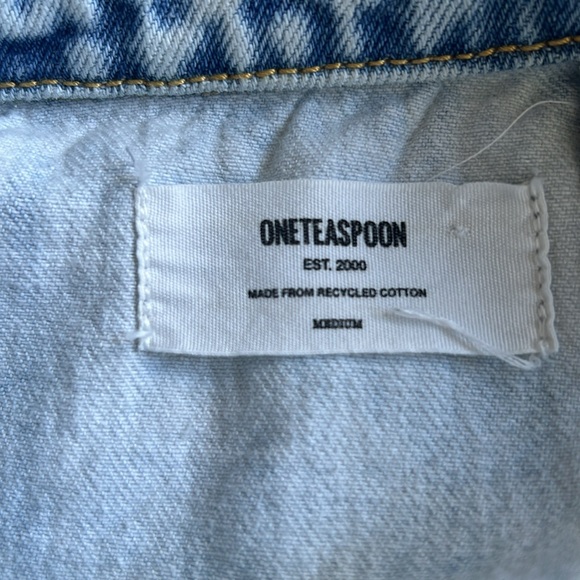 ONETEASPOON
EST. 2000
MADE FROM RECYCLED COTTON
MEDIUM